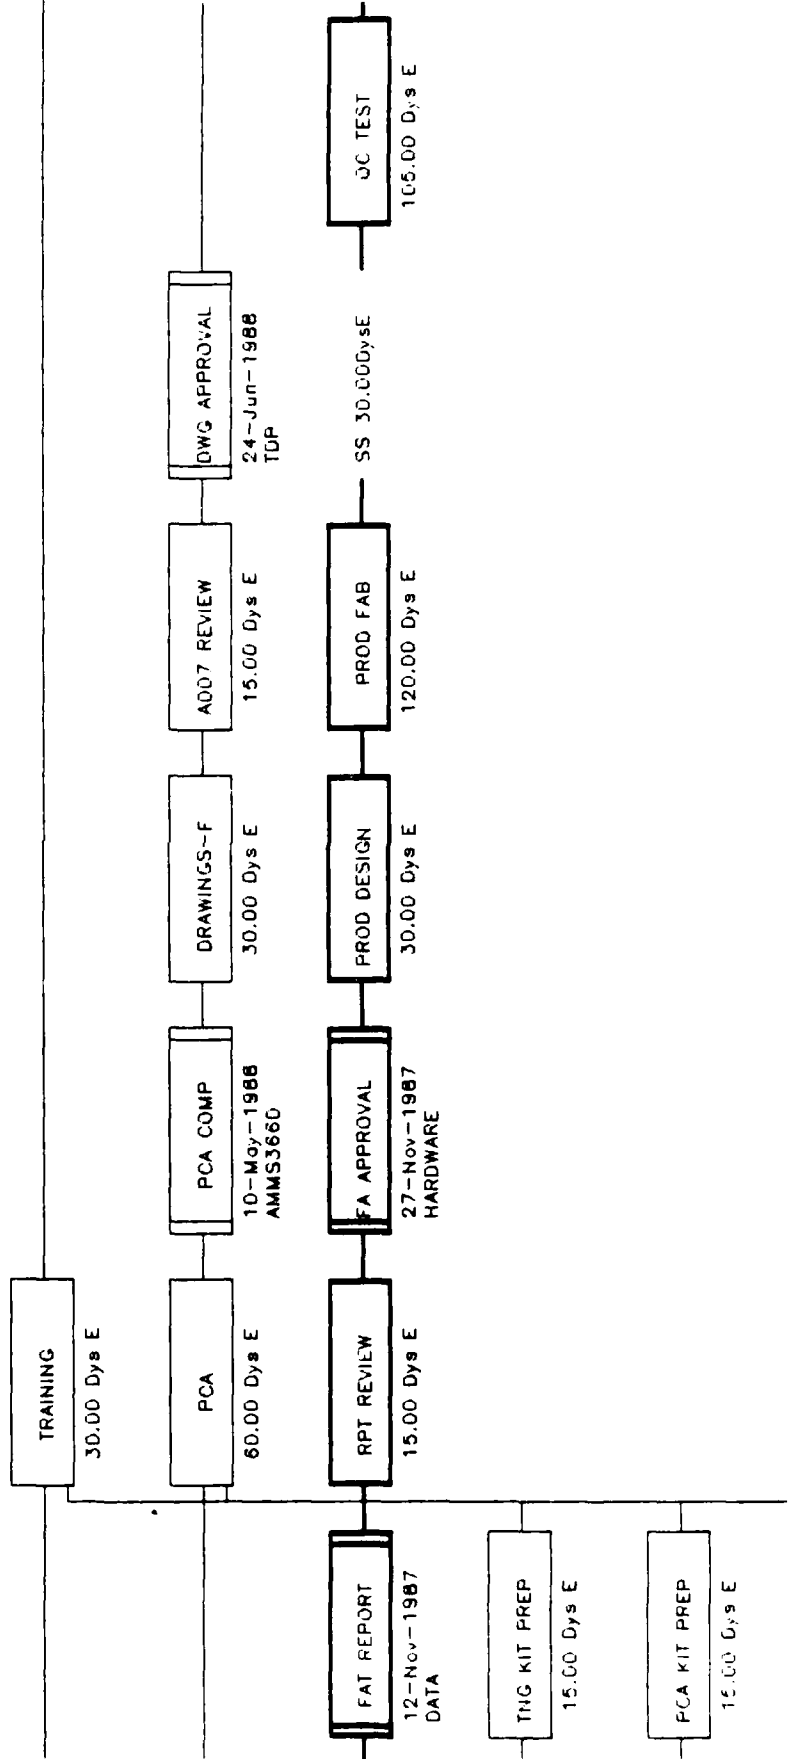 TRAINING
30.00 Dys E
PCA
60.00 Dys E
PCA COMP
10-May-1988
AMMS3660
DRAWINGS-F
30.00 Dys E
A007 REVIEW
15.00 Dys E
DWG APPROVAL
24-Jun-1988
TDP
FAT REPORT
12-Nov-1987
DATA
RPT REVIEW
15.00 Dys E
FA APPROVAL
27-Nov-1987
HARDWARE
PROD DESIGN
30.00 Dys E
PROD FAB
120.00 Dys E
SS 30.00DysE
QC TEST
105.00 Dys E
TNG KIT PREP
15.00 Dys E
PCA KIT PREP
15.00 Dys E